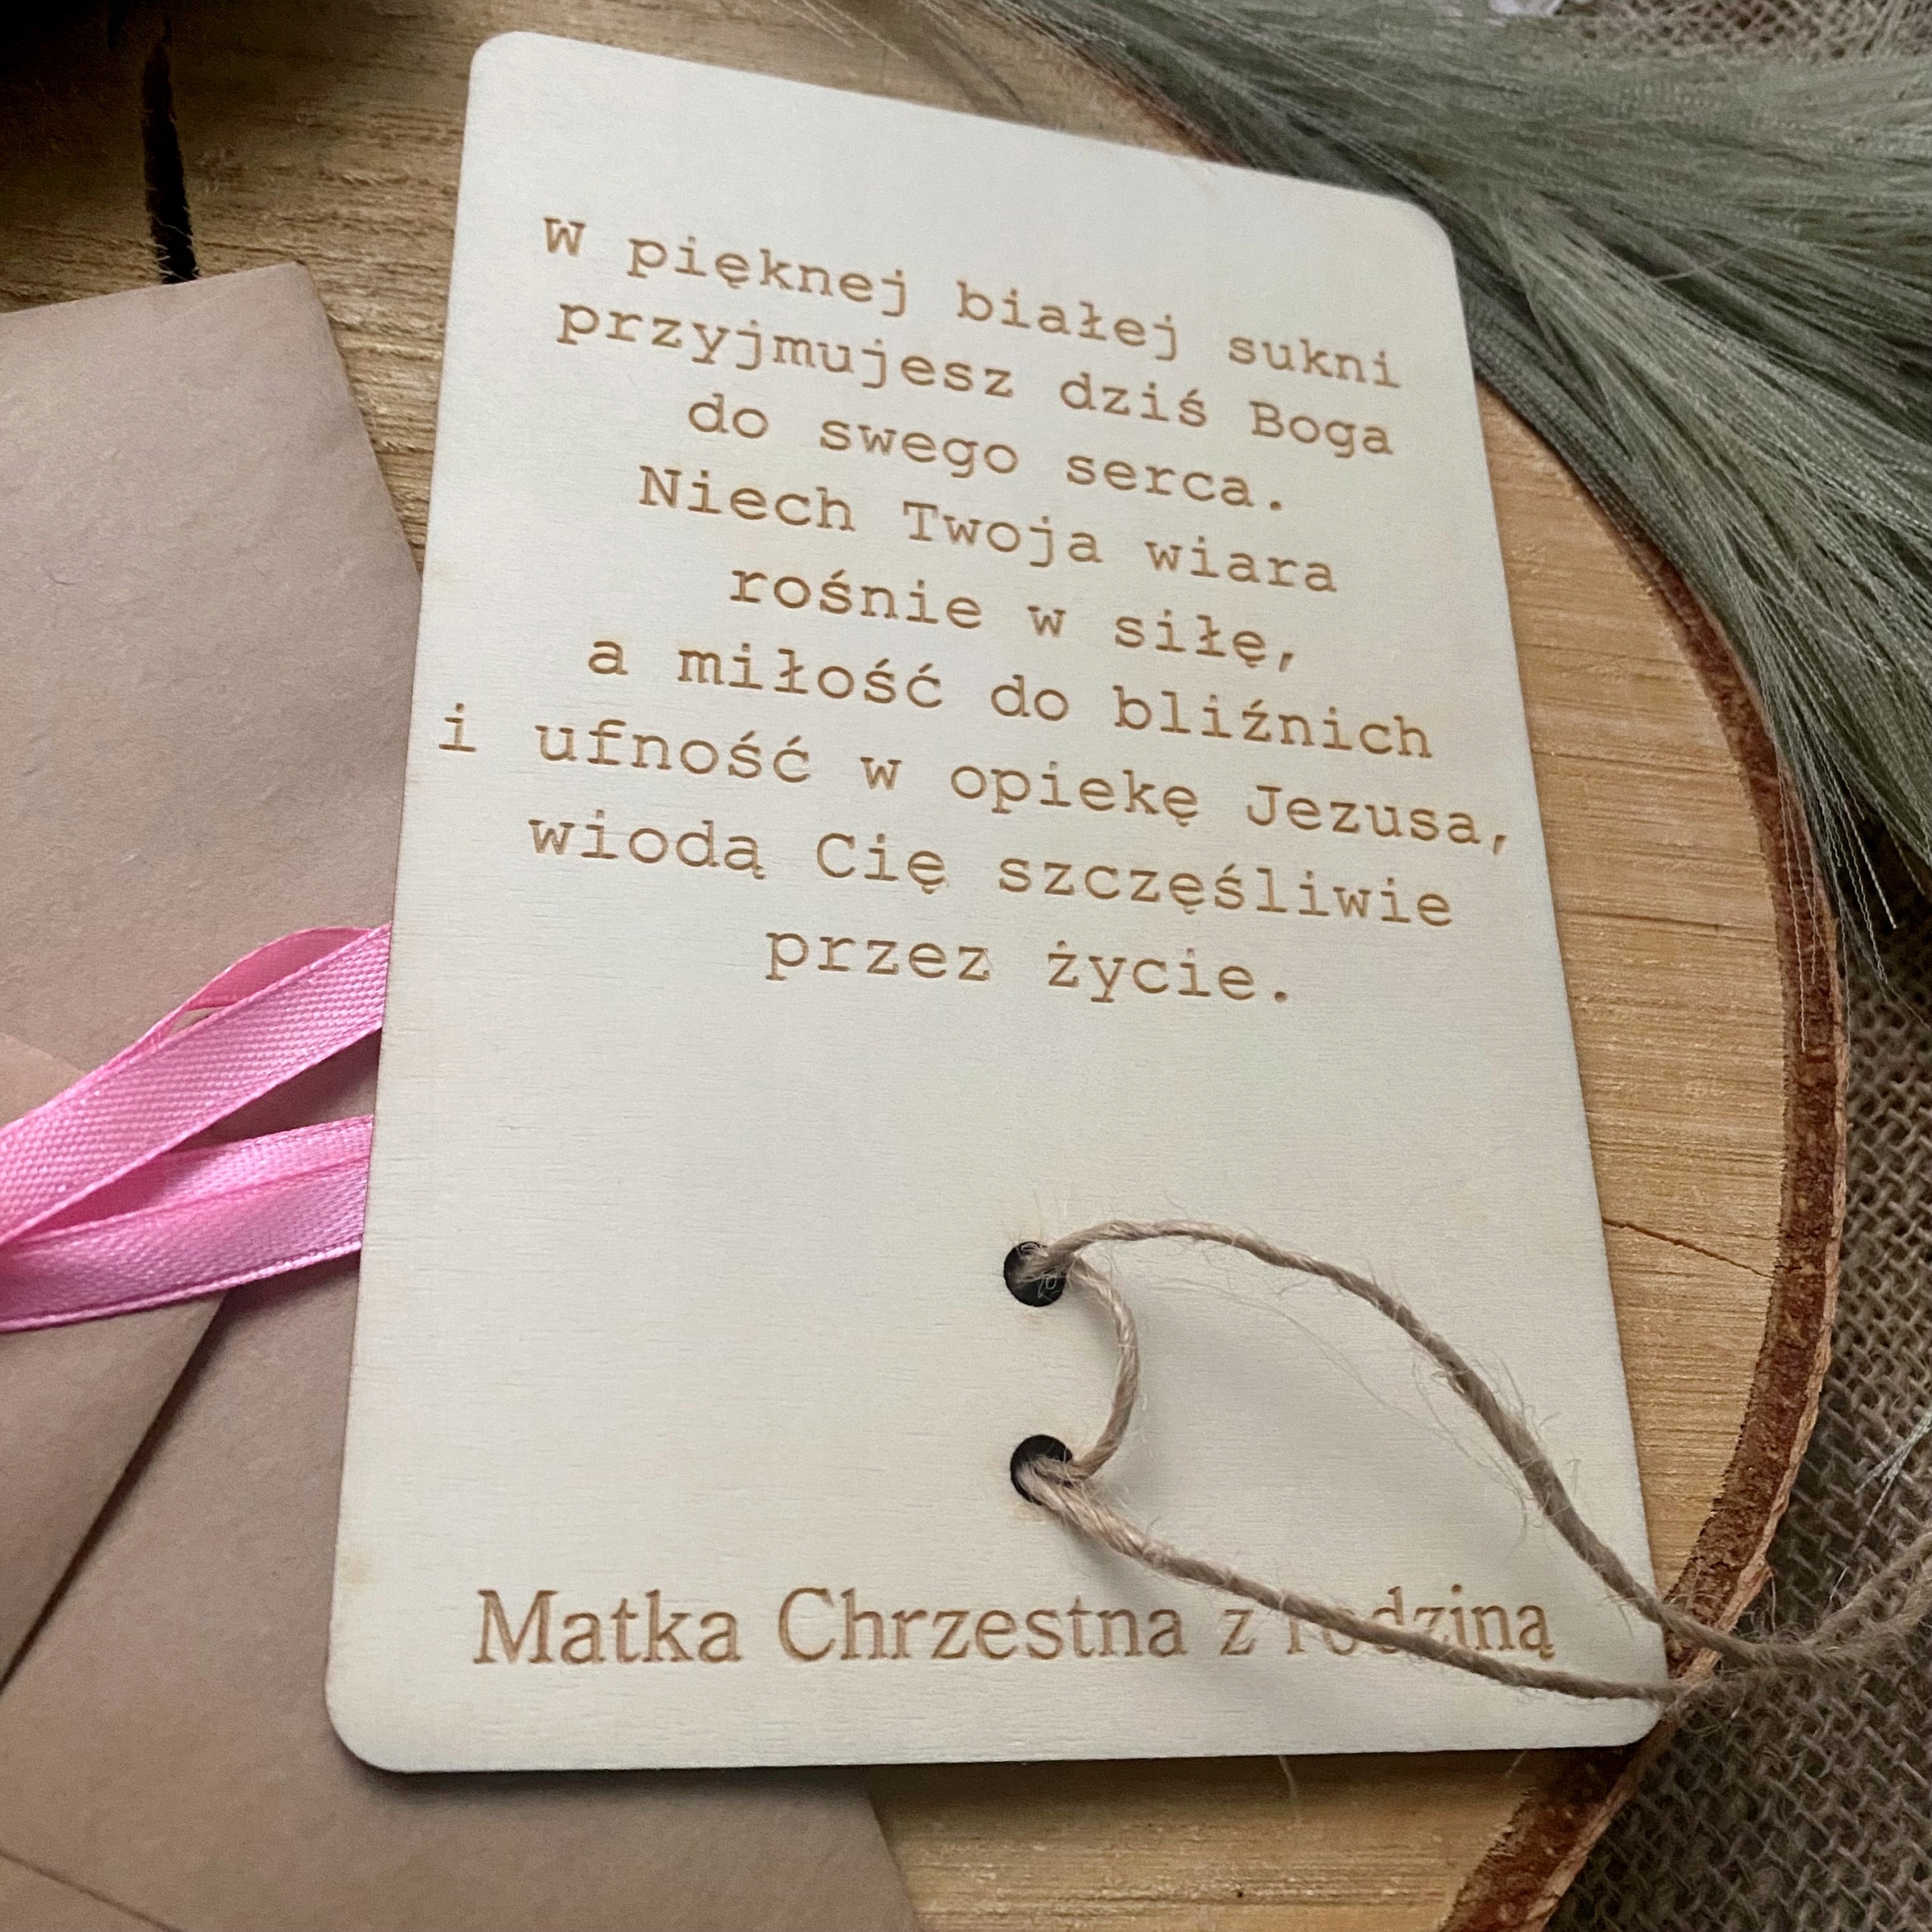 W pięknej białej sukni
przyjmujesz dziś Boga
do swego serca.
Niech Twoja wiara
rośnie w siłę,
a miłość do bliźnich
i ufność w opiekę Jezusa,
wiodą Cię szczęśliwie
przez życie.
Matka Chrzestna z rodziną